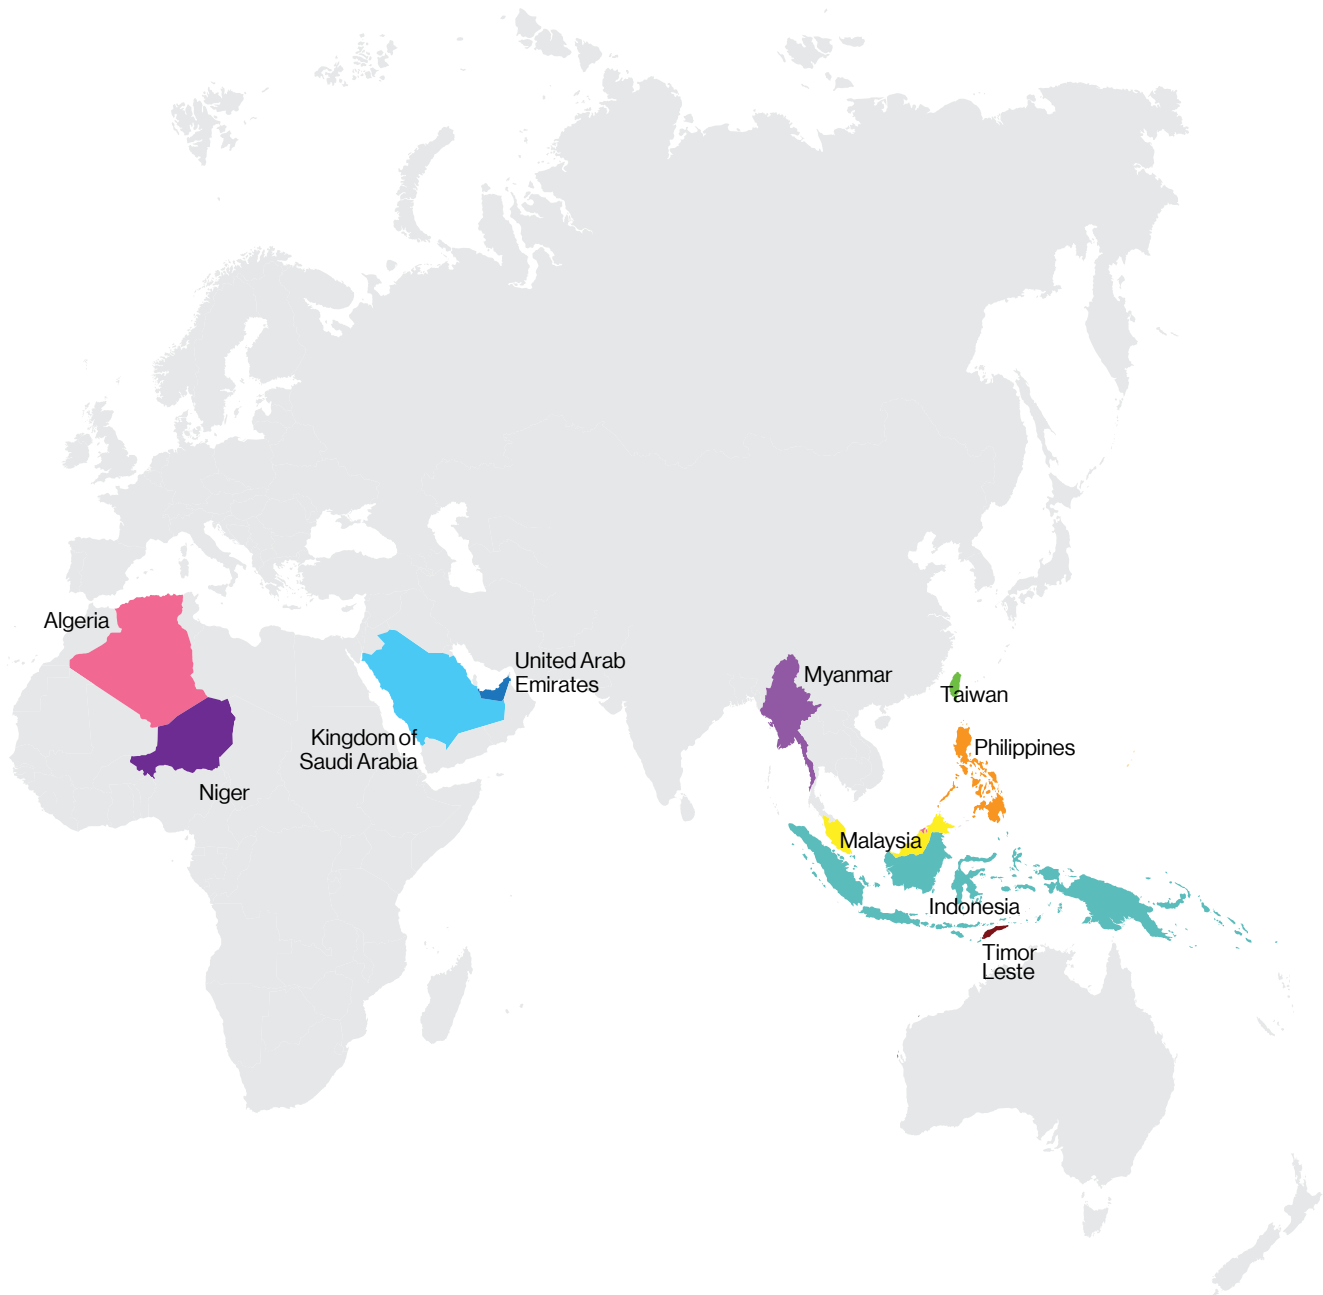 Algeria
United Arab
Emirates
Myanmar
Taiwan
Kingdom of
Saudi Arabia
Philippines
Niger
Malaysia
Indonesia
Timor
Leste